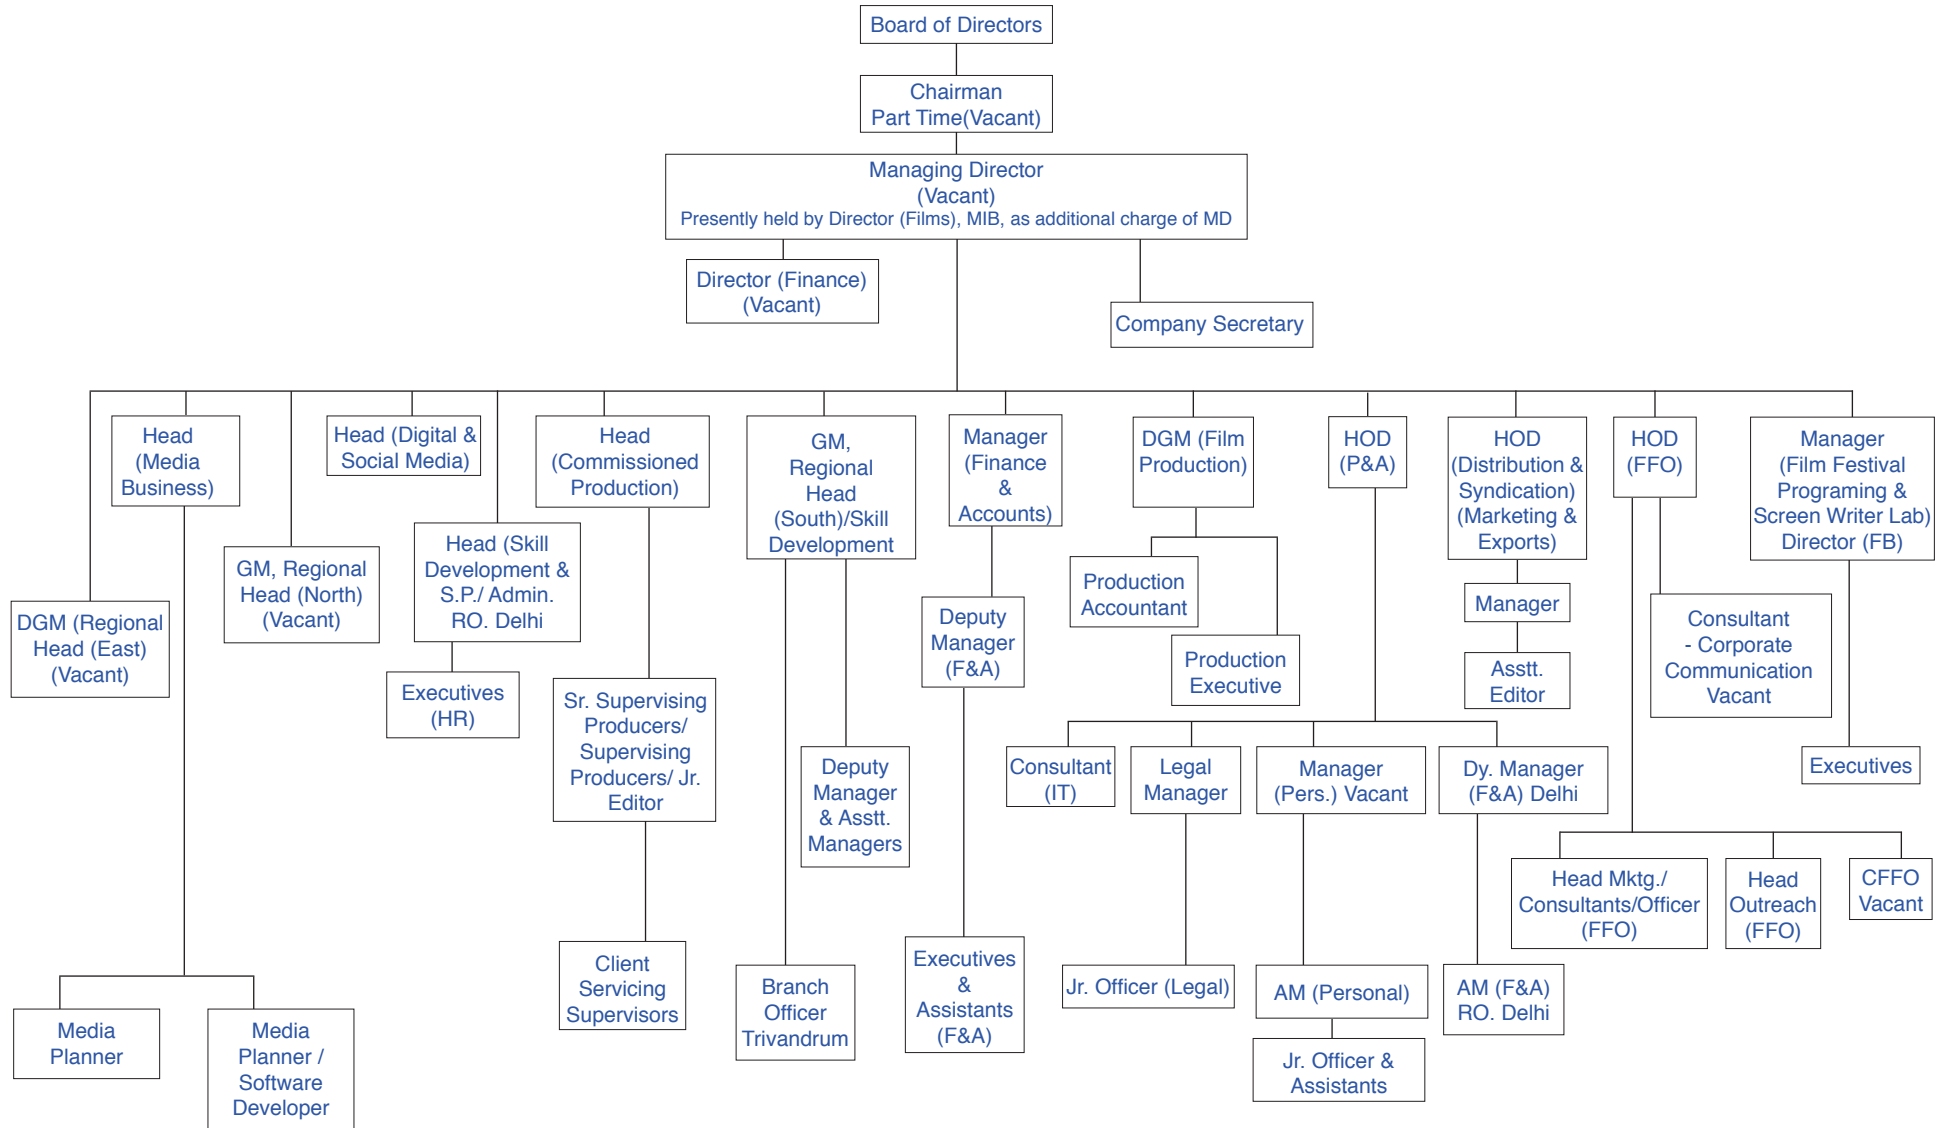 Board of Directors
Chairman
Part Time(Vacant)
Managing Director
(Vacant)
Presently held by Director (Films), MIB, as additional charge of MD
Director (Finance)
(Vacant)
Company Secretary
Head
(Media
Business)
Head (Digital &
Social Media)
Head
(Commissioned
Production)
GM,
Regional
Head
(South)/Skill
Development
Manager
(Finance
&
Accounts)
DGM (Film
Production)
HOD
(P&A)
HOD
(Distribution &
Syndication)
(Marketing &
Exports)
HOD
(FFO)
Manager
(Film Festival
Programing &
Screen Writer Lab)
Director (FB)
DGM (Regional
Head (East)
(Vacant)
GM, Regional
Head (North)
(Vacant)
Head (Skill
Development &
S.P./ Admin.
RO. Delhi
Executives
(HR)
Sr. Supervising
Producers/
Supervising
Producers/ Jr.
Editor
Deputy
Manager
(F&A)
Production
Accountant
Production
Executive
Manager
Asstt.
Editor
Consultant
- Corporate
Communication
Vacant
Deputy
Manager
& Asstt.
Managers
Consultant
(IT)
Legal
Manager
Manager
(Pers.) Vacant
Dy. Manager
(F&A) Delhi
Executives
Head Mktg./
Consultants/Officer
(FFO)
Head
Outreach
(FFO)
CFFO
Vacant
Client
Servicing
Supervisors
Branch
Officer
Trivandrum
Executives
&
Assistants
(F&A)
Jr. Officer (Legal)
AM (Personal)
AM (F&A)
RO. Delhi
Jr. Officer &
Assistants
Media
Planner
Media
Planner /
Software
Developer